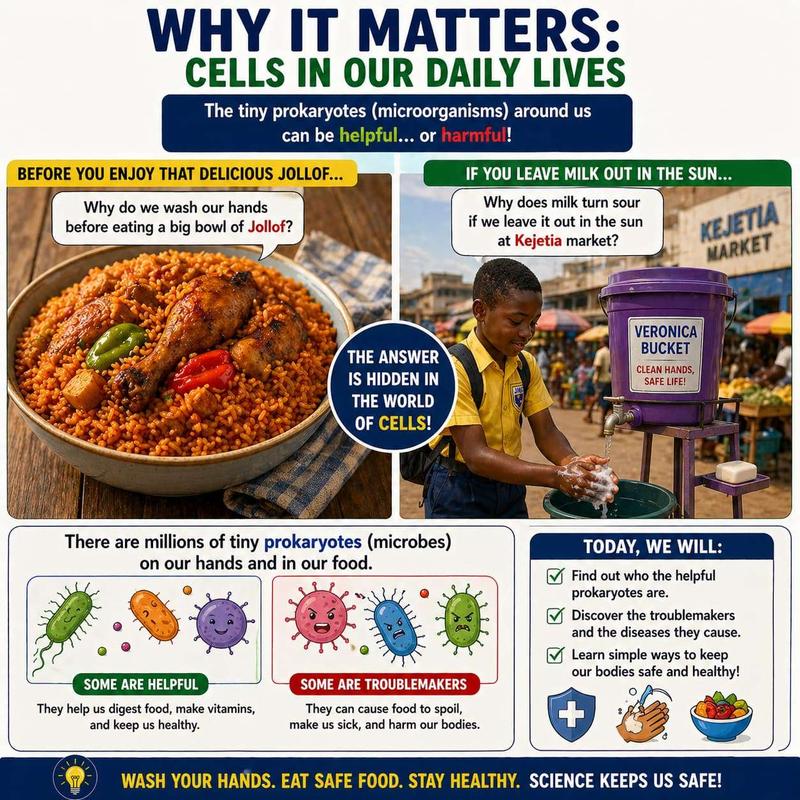 WHY IT MATTERS:
CELLS IN OUR DAILY LIVES
The tiny prokaryotes (microorganisms) around us
can be helpful... or harmful!
BEFORE YOU ENJOY THAT DELICIOUS JOLLOF...
Why do we wash our hands
before eating a big bowl of Jollof?
IF YOU LEAVE MILK OUT IN THE SUN...
Why does milk turn sour
if we leave it out in the sun
at Kejetia market?
KEJETIA
MARKET
VERONICA
BUCKET
CLEAN HANDS,
SAFE LIFE!
THE ANSWER
IS HIDDEN IN
THE WORLD
OF CELLS!
There are millions of tiny prokaryotes (microbes)
on our hands and in our food.
SOME ARE HELPFUL
They help us digest food, make vitamins,
and keep us healthy.
SOME ARE TROUBLEMAKERS
They can cause food to spoil,
make us sick, and harm our bodies.
TODAY, WE WILL:
Find out who the helpful
prokaryotes are.
Discover the troublemakers
and the diseases they cause.
Learn simple ways to keep
our bodies safe and healthy!
WASH YOUR HANDS. EAT SAFE FOOD. STAY HEALTHY. SCIENCE KEEPS US SAFE!